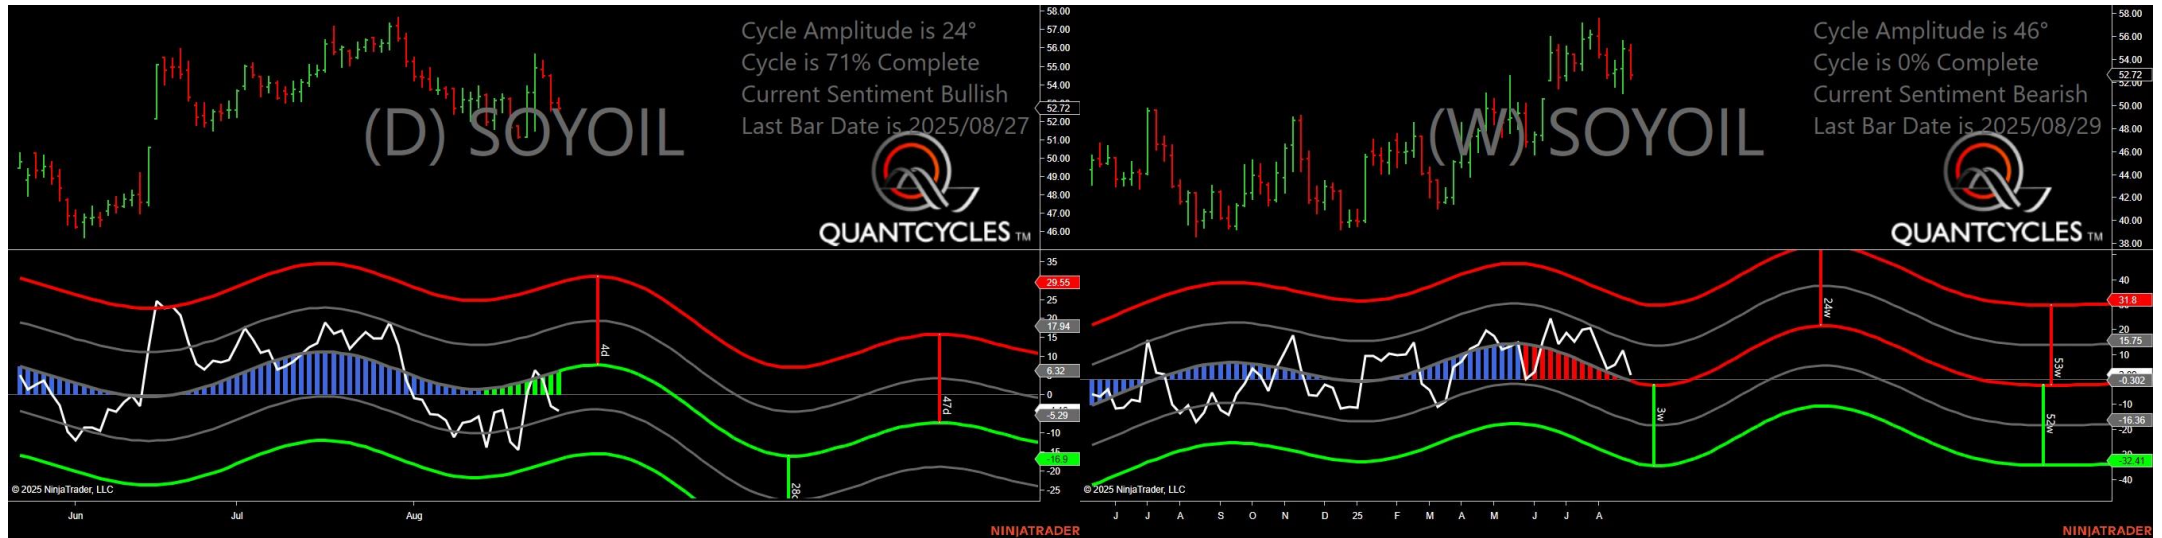 Cycle Amplitude is 24°
Cycle is 71% Complete
Current Sentiment Bullish
Last Bar Date is 2025/08/27
(D) SOYOIL
QUANTCYCLES TM
58.00
57.00
56.00
55.00
54.00
52.72
52.00
51.00
50.00
49.00
48.00
47.00
46.00
35
29.55
25
17.94
15
10
6.32
0
-5.29
-10
-16.9
-20
-25
4d
47d
© 2025 NinjaTrader, LLC
Jun
Jul
Aug
NINJATRADER
Cycle Amplitude is 46°
Cycle is 0% Complete
Current Sentiment Bearish
Last Bar Date is 2025/08/29
(W) SOYOIL
QUANTCYCLES TM
58.00
56.00
54.00
52.72
52.00
50.00
48.00
46.00
44.00
42.00
40.00
38.00
40
31.8
20
15.75
10
-0.302
-10
-16.36
-20
-32.41
-40
24w
53w
3w
52w
© 2025 NinjaTrader, LLC
J
J
A
S
O
N
D
25
F
M
A
M
J
J
A
NINJATRADER